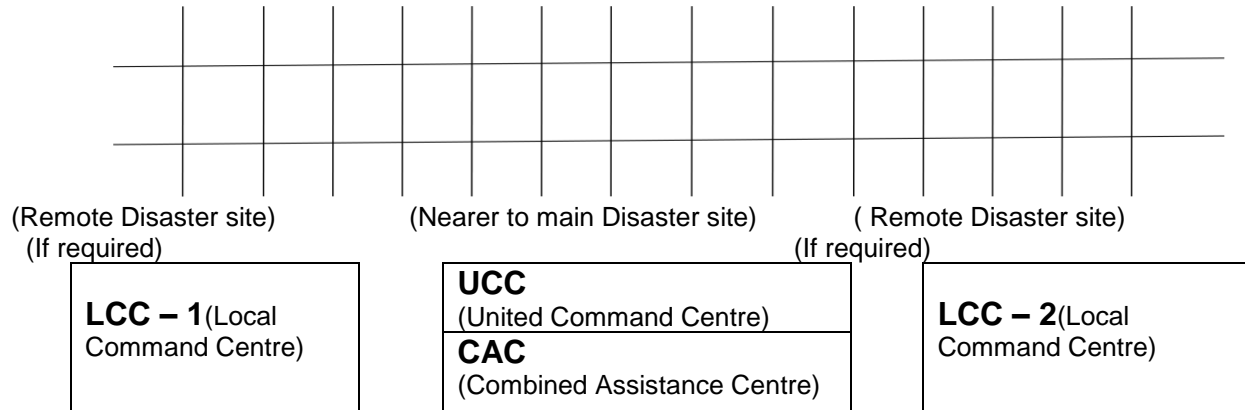 (Remote Disaster site) (Nearer to main Disaster site) ( Remote Disaster site)
(If required) (If required)
LCC – 1(Local
Command Centre)
UCC
(United Command Centre)
CAC
(Combined Assistance Centre)
LCC – 2(Local
Command Centre)